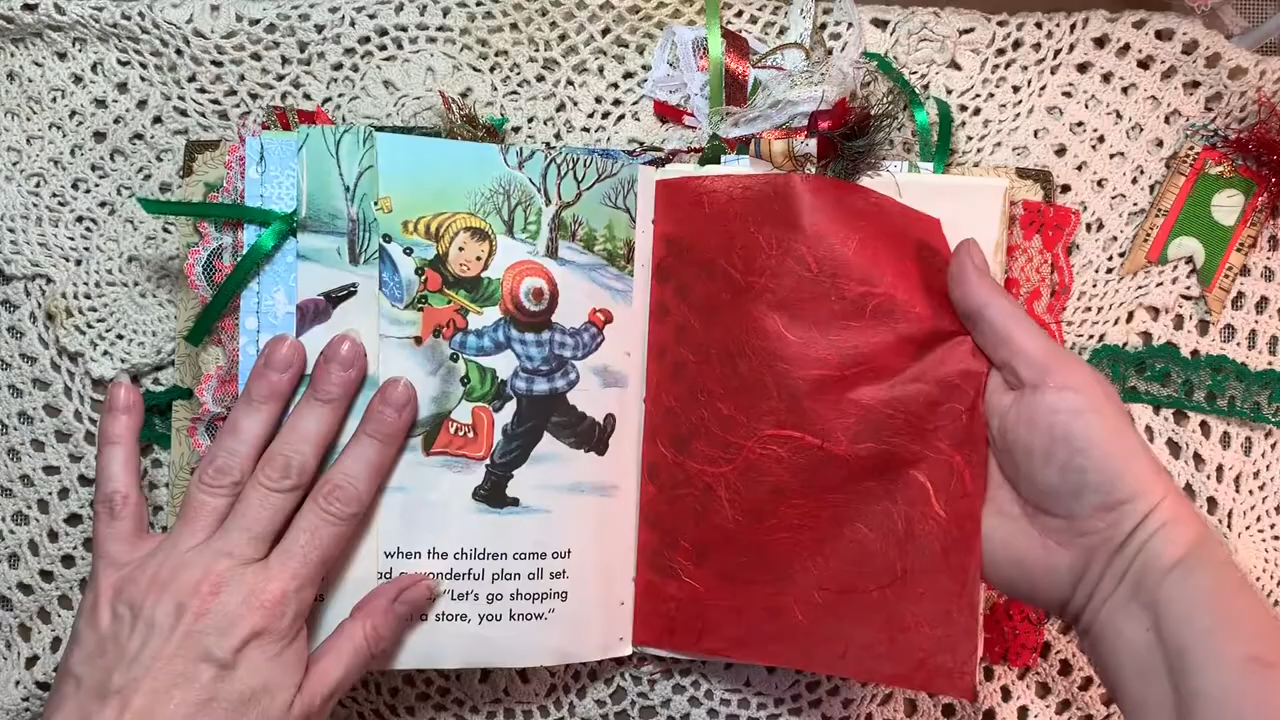 when the children came out
ad a wonderful plan all set.
"Let's go shopping
a store, you know."